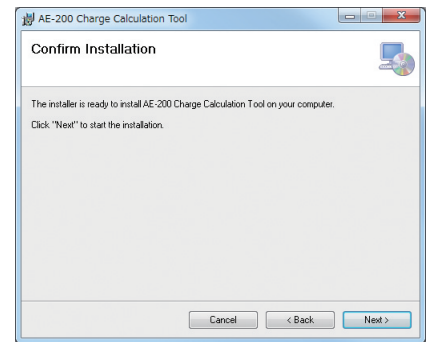 AE-200 Charge Calculation Tool
Confirm Installation
The installer is ready to install AE-200 Charge Calculation Tool on your computer.
Click "Next" to start the installation.
Cancel
< Back
Next >